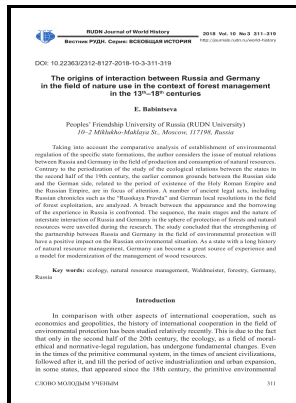 RUDN Journal of World History
2018 Vol. 10 No 3 311–319
Вестник РУДН. Серия: ВСЕОБЩАЯ ИСТОРИЯ
http://journals.rudn.ru/world-history
DOI: 10.22363/2312-8127-2018-10-3-311-319
The origins of interaction between Russia and Germany
in the field of nature use in the context of forest management
in the 13th–18th centuries
E. Babintseva
Peoples’ Friendship University of Russia (RUDN University)
10–2 Miklukho-Maklaya St., Moscow, 117198, Russia
Taking into account the comparative analysis of establishment of environmental
regulation of the specific state formations, the author considers the issue of mutual relations
between Russia and Germany in the field of production and consumption of natural resources.
Contrary to the periodization of the study of the ecological relations between the states in
the second half of the 19th century, the earlier common grounds between the Russian side
and the German side, related to the period of existence of the Holy Roman Empire and
the Russian Empire, are in focus of attention. A number of ancient legal acts, including
Russian chronicles such as the “Russkaya Pravda” and German local resolutions in the field
of forest exploitation, are analyzed. A breach between the appearance and the borrowing
of the experience in Russia is confronted. The sequence, the main stages and the nature of
interstate interaction of Russia and Germany in the sphere of protection of forests and natural
resources were unveiled during the research. The study concluded that the strengthening of
the partnership between Russia and Germany in the field of environmental protection will
have a positive impact on the Russian environmental situation. As a state with a long history
of natural resource management, Germany can become a great source of experience and
a model for modernization of the management of wood resources.
Key words: ecology, natural resource management, Waldmeister, forestry, Germany,
Russia
Introduction
In comparison with other aspects of international cooperation, such as
economics and geopolitics, the history of international cooperation in the field of
environmental protection has been studied relatively recently. This is due to the fact
that only in the second half of the 20th century, the ecology, as a field of moral-
ethical and normative-legal regulation, has undergone fundamental changes. Even
in the times of the primitive communal system, in the times of ancient civilizations,
followed after it, and till the period of active industrialization and urban expansion,
in some states, that appeared since the 18th century, the primitive environmental
СЛОВО МОЛОДЫМ УЧЕНЫМ
311